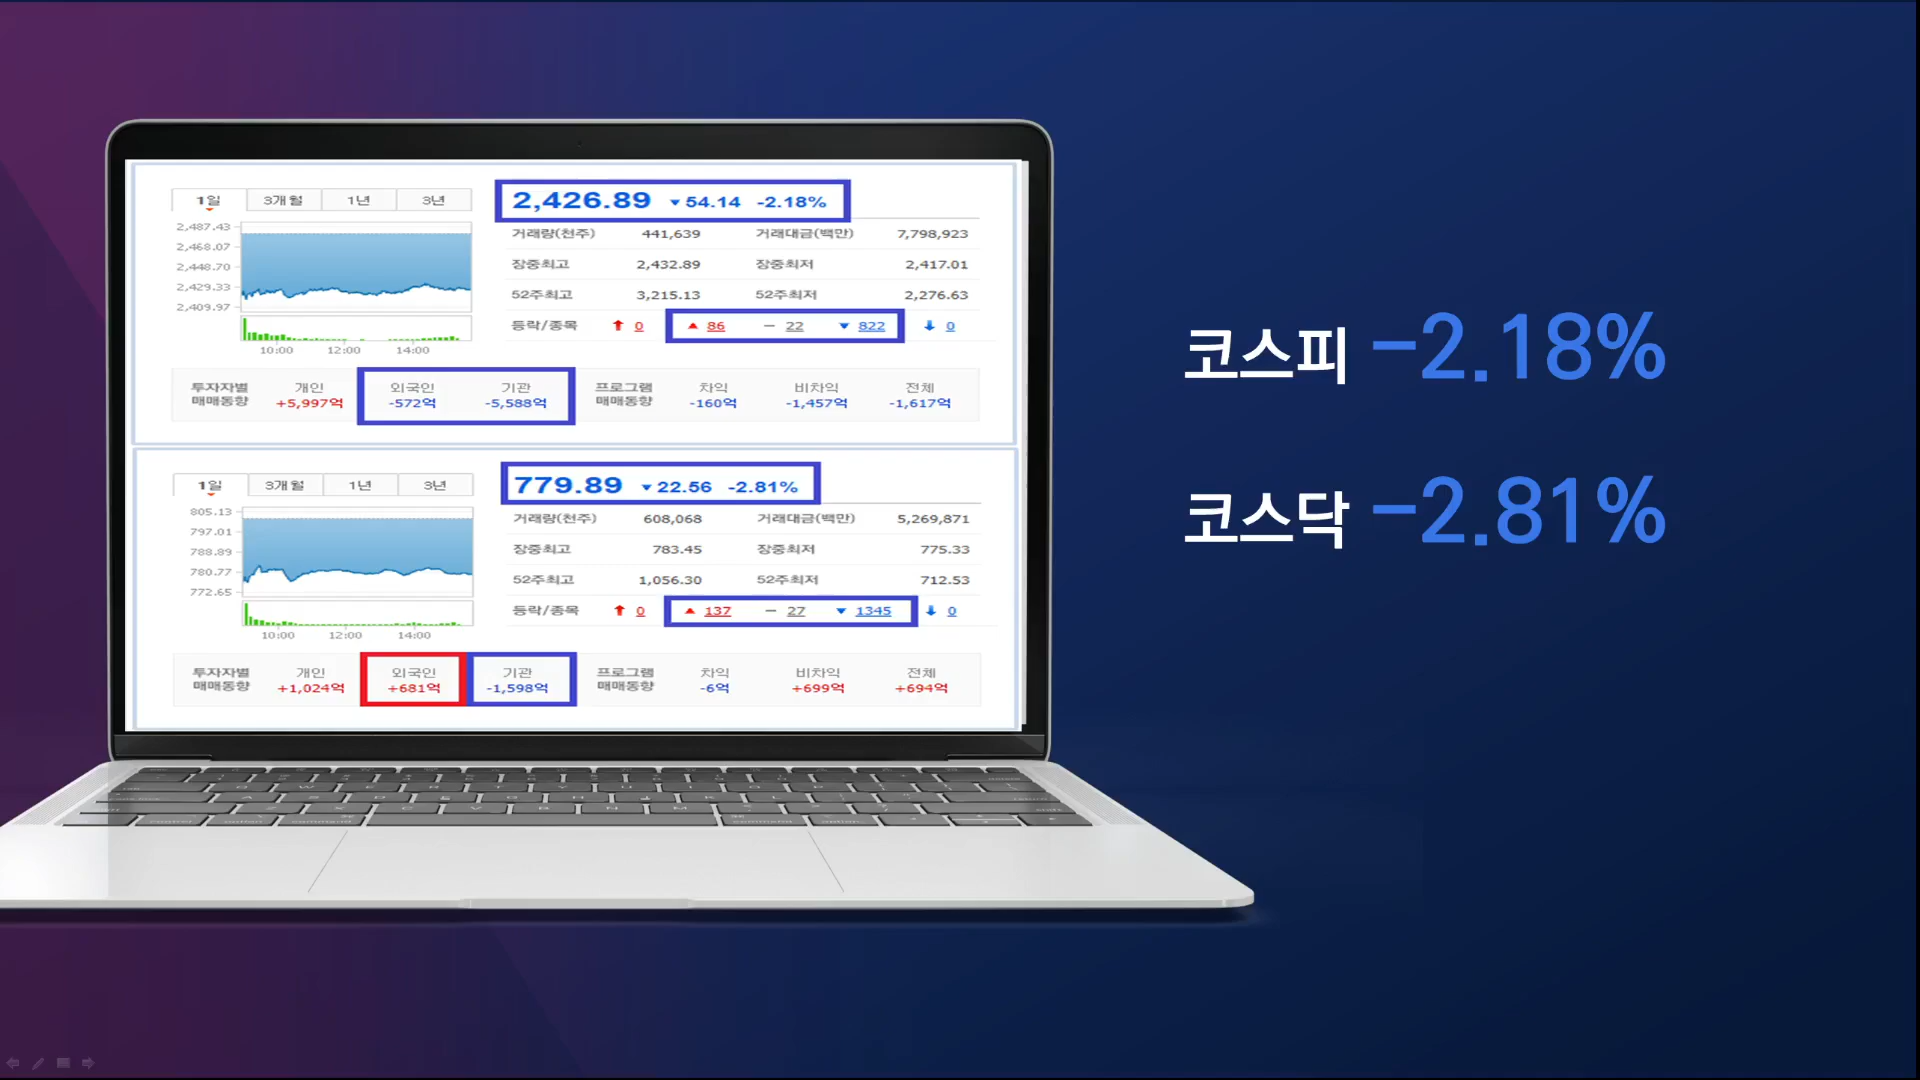 1일 3개월 1년 3년
2,426.89 ▼54.14 -2.18%
2,487.43
2,468.07
2,448.70
2,429.33
2,409.97
10:00 12:00 14:00
거래량(천주) 441,639 거래대금(백만) 7,798,923
장중최고 2,432.89 장중최저 2,417.01
52주최고 3,215.13 52주최저 2,276.63
등락/종목 ↑ 0 ▲ 86 − 22 ▼ 822 ↓ 0
투자자별 매매동향 개인 +5,997억 외국인 -572억 기관 -5,588억 프로그램 매매동향 차익 -160억 비차익 -1,457억 전체 -1,617억
1일 3개월 1년 3년
779.89 ▼22.56 -2.81%
805.13
797.01
788.89
780.77
772.65
10:00 12:00 14:00
거래량(천주) 608,068 거래대금(백만) 5,269,871
장중최고 783.45 장중최저 775.33
52주최고 1,056.30 52주최저 712.53
등락/종목 ↑ 0 ▲ 137 − 27 ▼ 1345 ↓ 0
투자자별 매매동향 개인 +1,024억 외국인 +681억 기관 -1,598억 프로그램 매매동향 차익 -6억 비차익 +699억 전체 +694억
코스피 -2.18%
코스닥 -2.81%